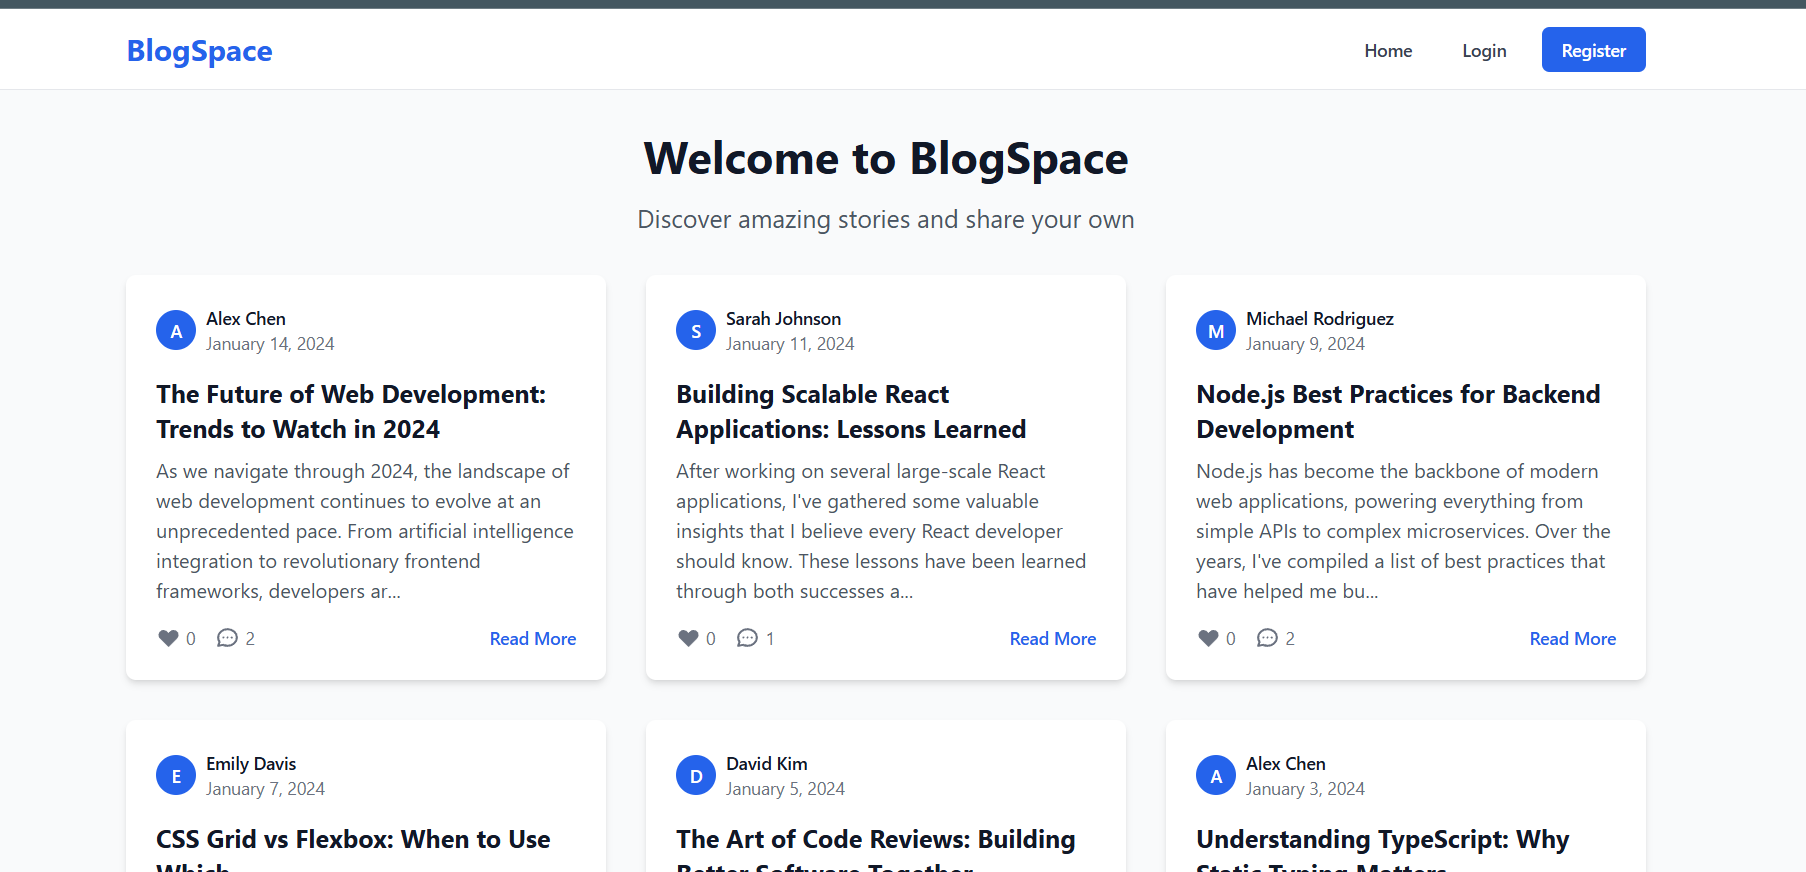 BlogSpace
Home
Login
Register
Welcome to BlogSpace
Discover amazing stories and share your own
A
Alex Chen
January 14, 2024
The Future of Web Development:
Trends to Watch in 2024
As we navigate through 2024, the landscape of
web development continues to evolve at an
unprecedented pace. From artificial intelligence
integration to revolutionary frontend
frameworks, developers ar...
0
2
Read More
S
Sarah Johnson
January 11, 2024
Building Scalable React
Applications: Lessons Learned
After working on several large-scale React
applications, I've gathered some valuable
insights that I believe every React developer
should know. These lessons have been learned
through both successes a...
0
1
Read More
M
Michael Rodriguez
January 9, 2024
Node.js Best Practices for Backend
Development
Node.js has become the backbone of modern
web applications, powering everything from
simple APIs to complex microservices. Over the
years, I've compiled a list of best practices that
have helped me bu...
0
2
Read More
E
Emily Davis
January 7, 2024
CSS Grid vs Flexbox: When to Use
Which
D
David Kim
January 5, 2024
The Art of Code Reviews: Building
Better Software Together
A
Alex Chen
January 3, 2024
Understanding TypeScript: Why
Static Typing Matters